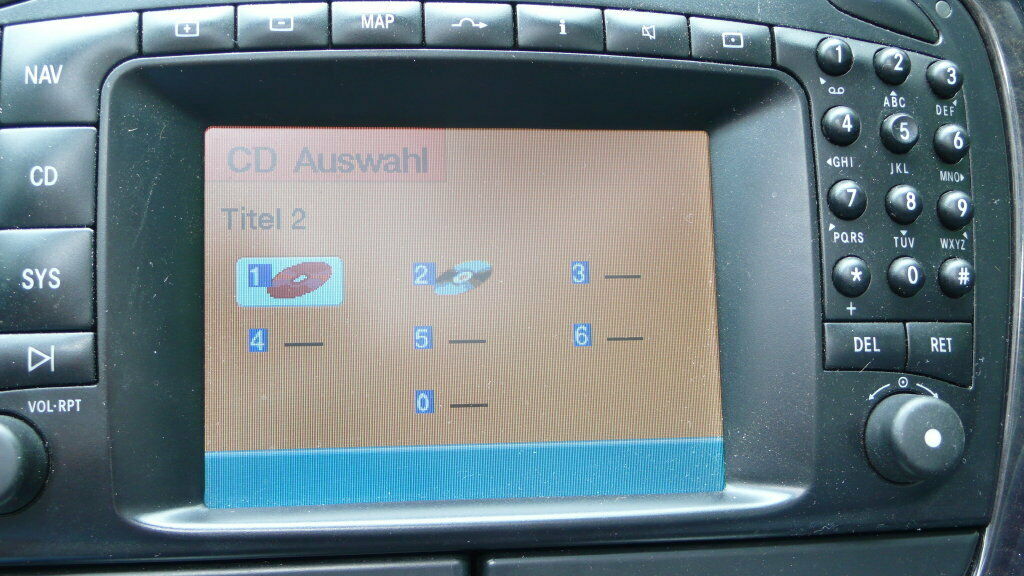 MAP
i
NAV
CD
SYS
VOL·RPT
CD Auswahl
Titel 2
1 2 3
4 5 6
0
1 2 3
ABC DEF
4 5 6
GHI JKL MNO
7 8 9
PQRS TUV WXYZ
* 0 #
+
DEL RET